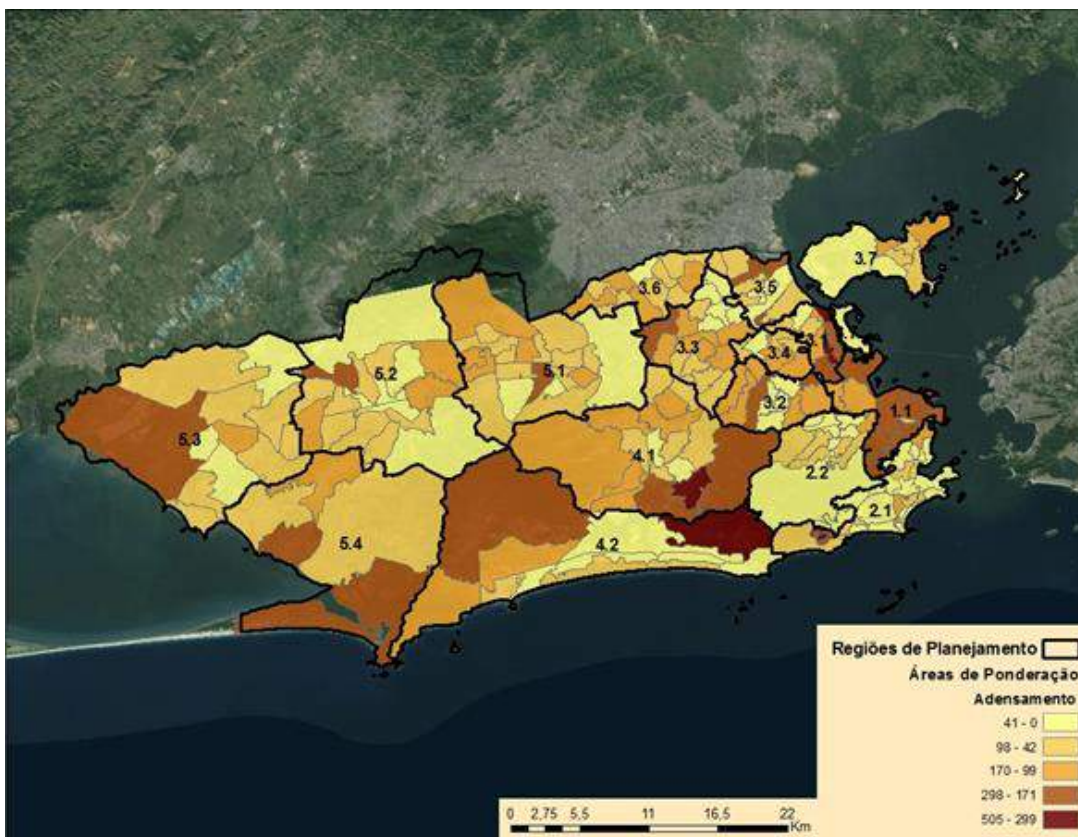 3.7
3.6
3.5
3.3
3.4
3.1
5.2
5.1
3.2
1.1
5.3
4.1
2.2
2.1
4.2
5.4
Regiões de Planejamento
Áreas de Ponderação
Adensamento
41 - 0
98 - 42
170 - 99
298 - 171
505 - 299
0 2,75 5,5 11 16,5 22
Km